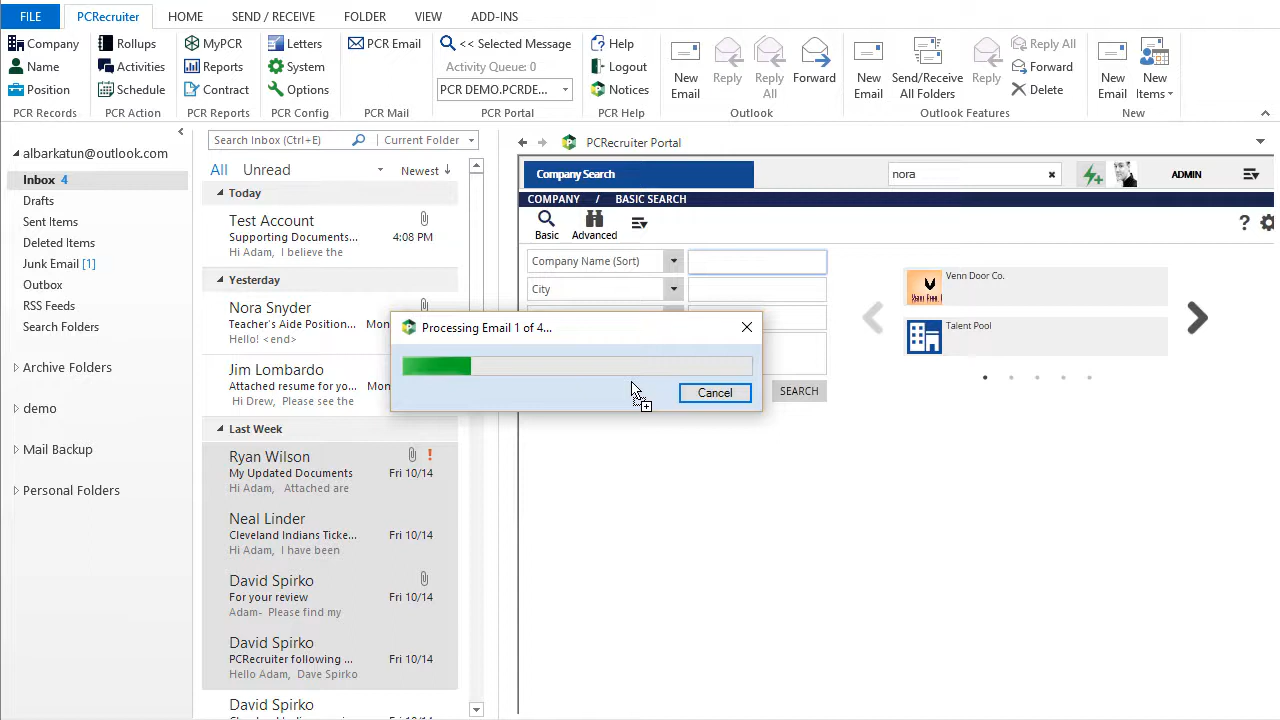 FILE
PCRecruiter
HOME
SEND / RECEIVE
FOLDER
VIEW
ADD-INS
Company
Name
Position
PCR Records
Rollups
Activities
Schedule
PCR Action
MyPCR
Reports
Contract
PCR Reports
Letters
System
Options
PCR Config
PCR Email
PCR Mail
<< Selected Message
Activity Queue: 0
PCR DEMO.PCRDE...
PCR Portal
Help
Logout
Notices
PCR Help
New
Email
Reply
Reply
All
Forward
Outlook
New
Email
Send/Receive
All Folders
Reply
Reply All
Forward
Delete
Outlook Features
New
Email
New
Items
New
albarkatun@outlook.com
Inbox 4
Drafts
Sent Items
Deleted Items
Junk Email [1]
Outbox
RSS Feeds
Search Folders
Archive Folders
demo
Mail Backup
Personal Folders
Search Inbox (Ctrl+E)
Current Folder
All
Unread
Newest
Today
Test Account
Supporting Documents...
4:08 PM
Hi Adam, I believe the
Yesterday
Nora Snyder
Teacher's Aide Position...
Mon
Hello! <end>
Jim Lombardo
Attached resume for yo...
Mon
Hi Drew, Please see the
Last Week
Ryan Wilson
My Updated Documents
Fri 10/14
Hi Adam, Attached are
Neal Linder
Cleveland Indians Ticke...
Fri 10/14
Hi Adam, I have been
David Spirko
For your review
Fri 10/14
Adam- Please find my
David Spirko
PCRecruiter following ...
Fri 10/14
Hello Adam, Dave Spirko
David Spirko
PCRecruiter Portal
Company Search
nora
ADMIN
COMPANY / BASIC SEARCH
Basic
Advanced
?
Company Name (Sort)
City
Venn Door Co.
Talent Pool
SEARCH
Processing Email 1 of 4...
Cancel